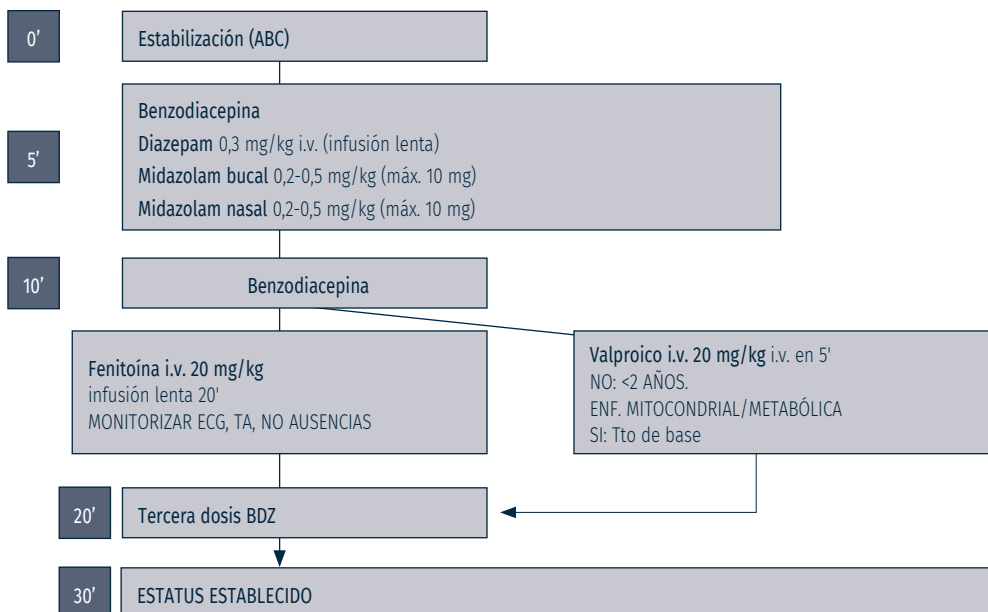 0’
Estabilización (ABC)
5’
Benzodiacepina
Diazepam 0,3 mg/kg i.v. (infusión lenta)
Midazolam bucal 0,2-0,5 mg/kg (máx. 10 mg)
Midazolam nasal 0,2-0,5 mg/kg (máx. 10 mg)
10’
Benzodiacepina
Fenitoína i.v. 20 mg/kg
infusión lenta 20'
MONITORIZAR ECG, TA, NO AUSENCIAS
Valproico i.v. 20 mg/kg i.v. en 5'
NO: <2 AÑOS.
ENF. MITOCONDRIAL/METABÓLICA
SI: Tto de base
20’
Tercera dosis BDZ
30’
ESTATUS ESTABLECIDO